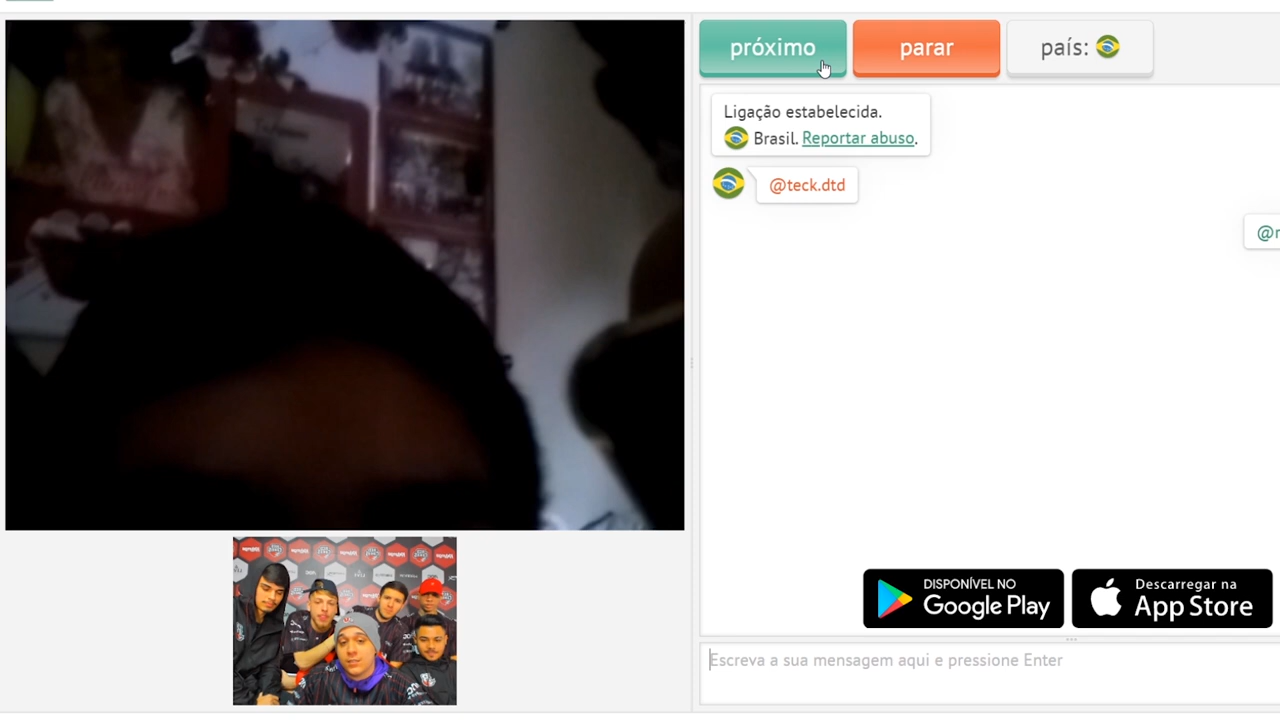 próximo
parar
país:
Ligação estabelecida.
Brasil. Reportar abuso.
@teck.dtd
DISPONÍVEL NO
Google Play
Descarregar na
App Store
Escreva a sua mensagem aqui e pressione Enter